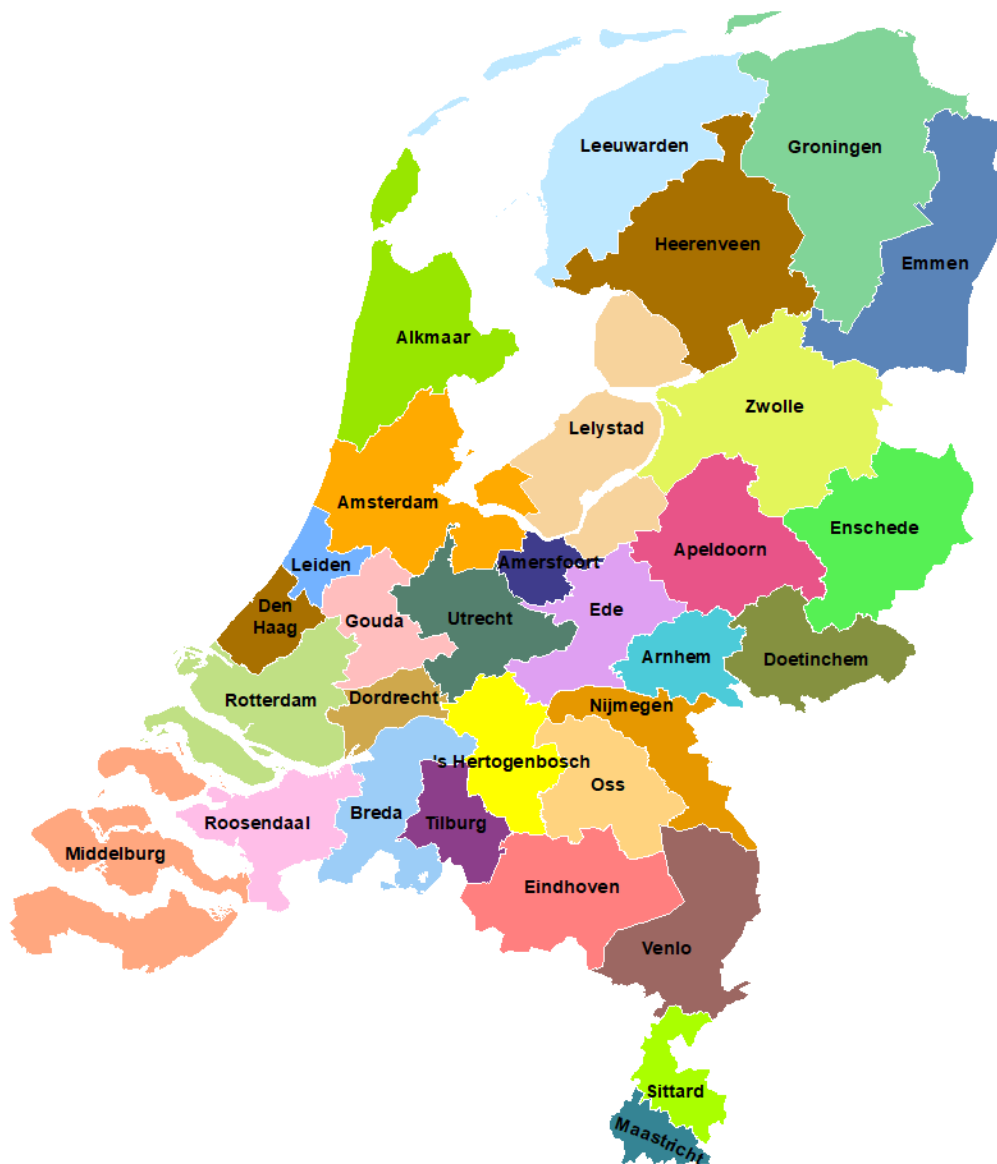 Leeuwarden
Groningen
Heerenveen
Emmen
Alkmaar
Zwolle
Lelystad
Amsterdam
Enschede
Apeldoorn
Leiden
Amersfoort
Den
Haag
Gouda
Utrecht
Ede
Arnhem
Doetinchem
Rotterdam
Dordrecht
Nijmegen
's Hertogenbosch
Oss
Roosendaal
Breda
Tilburg
Middelburg
Eindhoven
Venlo
Sittard
Maastricht